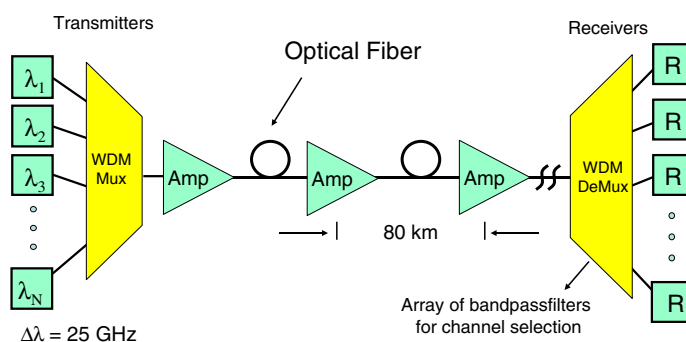 Transmitters
Receivers
Optical Fiber
λ1
λ2
λ3
λN
WDM
Mux
Amp
Amp
Amp
80 km
WDM
DeMux
R
R
R
R
Array of bandpassfilters
for channel selection
Δλ = 25 GHz